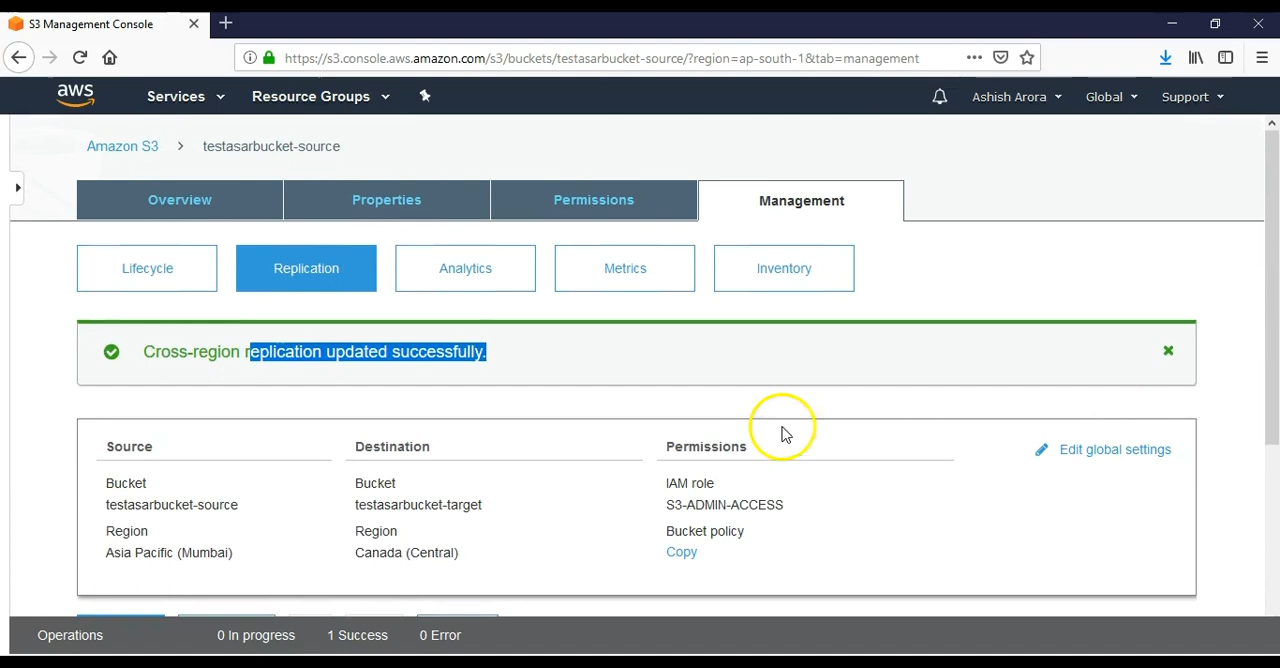 S3 Management Console
https://s3.console.aws.amazon.com/s3/buckets/testasarbucket-source/?region=ap-south-1&tab=management
aws Services Resource Groups Ashish Arora Global Support
Amazon S3 > testasarbucket-source
Overview Properties Permissions Management
Lifecycle Replication Analytics Metrics Inventory
Cross-region replication updated successfully.
Source Destination Permissions Edit global settings
Bucket Bucket IAM role
testasarbucket-source testasarbucket-target S3-ADMIN-ACCESS
Region Region Bucket policy
Asia Pacific (Mumbai) Canada (Central) Copy
Operations 0 In progress 1 Success 0 Error